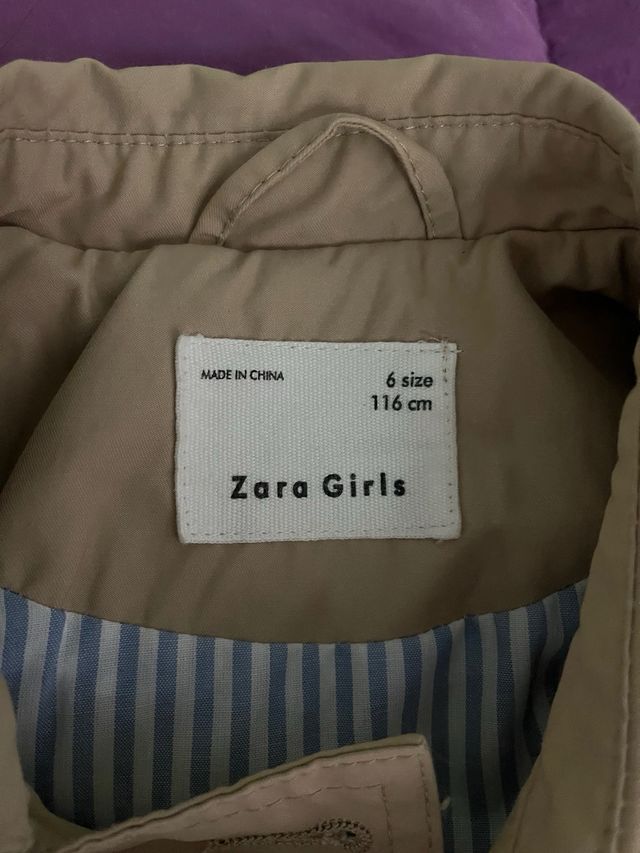 MADE IN CHINA
6 size
116 cm
Zara Girls